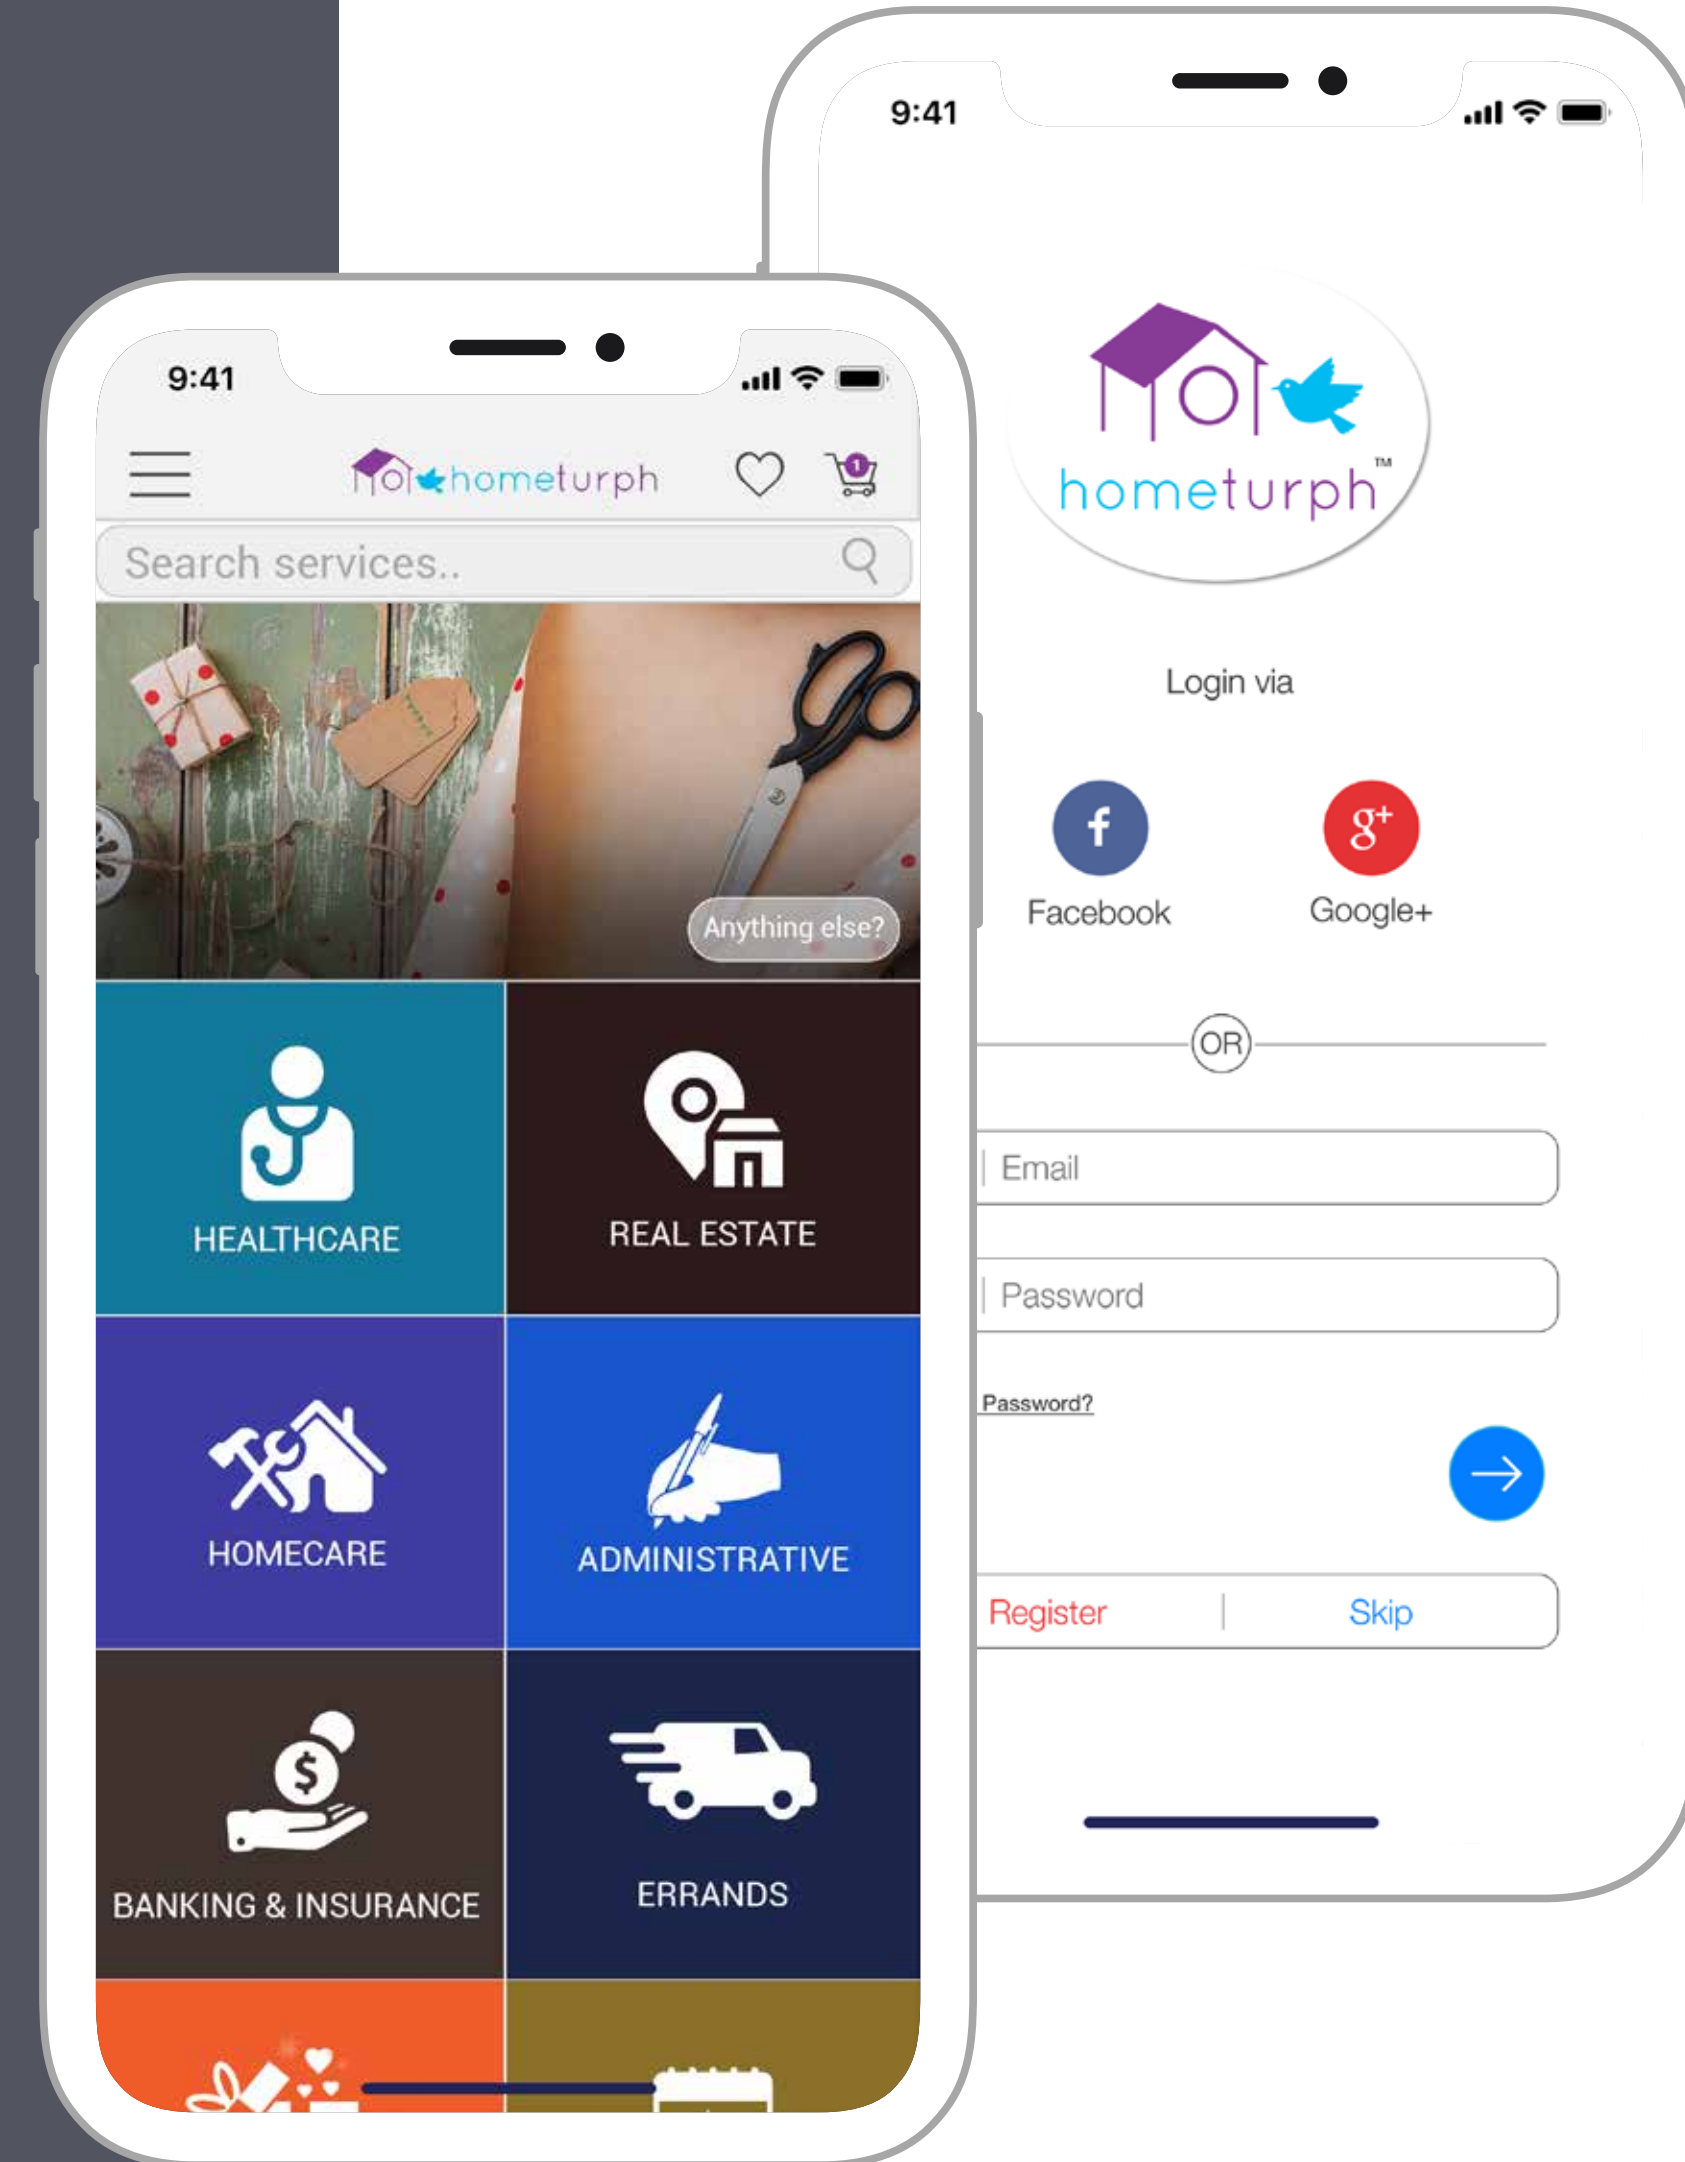 9:41
hometurph
1
Search services..
Anything else?
HEALTHCARE
REAL ESTATE
HOMECARE
ADMINISTRATIVE
BANKING & INSURANCE
ERRANDS
9:41
hometurph™
Login via
f
g+
Facebook
Google+
OR
Email
Password
Password?
Register | Skip